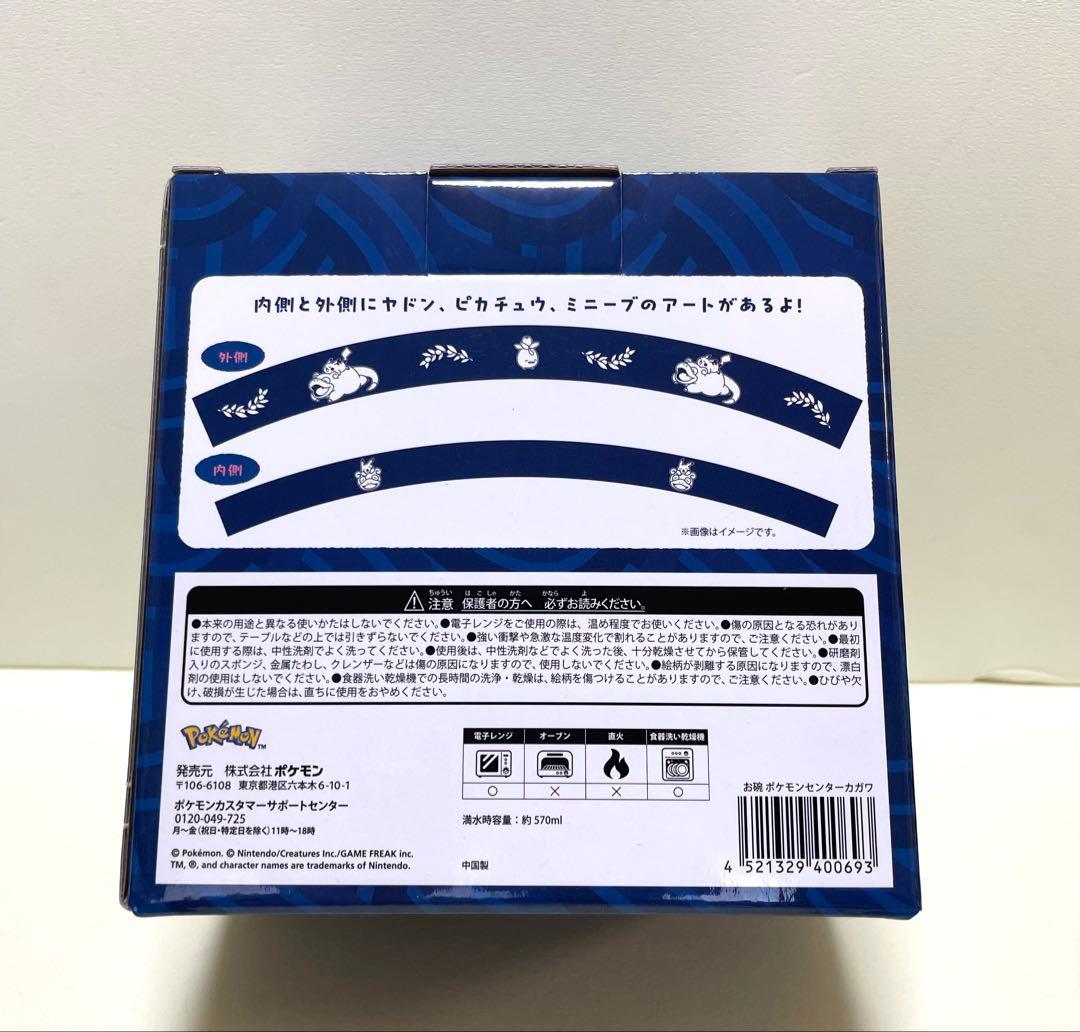 内側と外側にヤドン、ピカチュウ、ミニーブのアートがあるよ!
外側
内側
※画像はイメージです。
ちゅうい ほごしゃ かた かなら よ
注意 保護者の方へ 必ずお読みください。
●本来の用途と異なる使いかたはしないでください。●電子レンジをご使用の際は、温め程度でお使いください。●傷の原因となる恐れがあり
ますので、テーブルなどの上では引きずらないでください。●強い衝撃や急激な温度変化で割れることがありますので、ご注意ください。●最初
に使用する際は、中性洗剤でよく洗ってください。●使用後は、中性洗剤などでよく洗った後、十分乾燥させてから保管してください。●研磨剤
入りのスポンジ、金属たわし、クレンザーなどは傷の原因になりますので、使用しないでください。●絵柄が剥離する原因になりますので、漂白
剤の使用はしないでください。●食器洗い乾燥機での長時間の洗浄・乾燥は、絵柄を傷つけることがありますので、ご注意ください。●ひびや欠
け、破損が生じた場合は、直ちに使用をおやめください。
POKéMON™
発売元 株式会社ポケモン
〒106-6108 東京都港区六本木6-10-1
ポケモンカスタマーサポートセンター
0120-049-725
月~金(祝日・特定日を除く)11時~18時
© Pokémon. © Nintendo/Creatures Inc./GAME FREAK inc.
TM, ®, and character names are trademarks of Nintendo.
電子レンジ オーブン 直火 食器洗い乾燥機
○ × × ○
満水時容量:約 570ml
中国製
お碗 ポケモンセンターカガワ
4 521329 400693